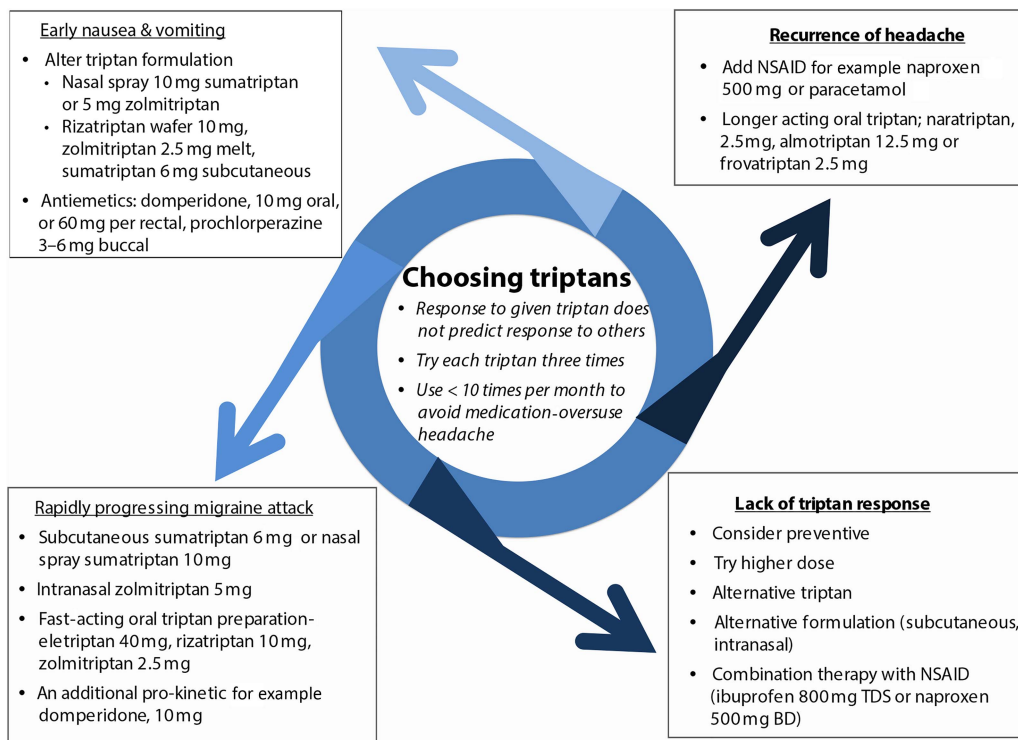 Early nausea & vomiting
• Alter triptan formulation
• Nasal spray 10 mg sumatriptan
or 5 mg zolmitriptan
• Rizatriptan wafer 10 mg,
zolmitriptan 2.5 mg melt,
sumatriptan 6 mg subcutaneous
• Antiemetics: domperidone, 10 mg oral,
or 60 mg per rectal, prochlorperazine
3–6 mg buccal
Recurrence of headache
• Add NSAID for example naproxen
500 mg or paracetamol
• Longer acting oral triptan; naratriptan,
2.5mg, almotriptan 12.5 mg or
frovatriptan 2.5 mg
Choosing triptans
• Response to given triptan does
not predict response to others
• Try each triptan three times
• Use < 10 times per month to
avoid medication-oversuse
headache
Rapidly progressing migraine attack
• Subcutaneous sumatriptan 6 mg or nasal
spray sumatriptan 10 mg
• Intranasal zolmitriptan 5 mg
• Fast-acting oral triptan preparation-
eletriptan 40 mg, rizatriptan 10 mg,
zolmitriptan 2.5 mg
• An additional pro-kinetic for example
domperidone, 10 mg
Lack of triptan response
• Consider preventive
• Try higher dose
• Alternative triptan
• Alternative formulation (subcutaneous,
intranasal)
• Combination therapy with NSAID
(ibuprofen 800 mg TDS or naproxen
500 mg BD)